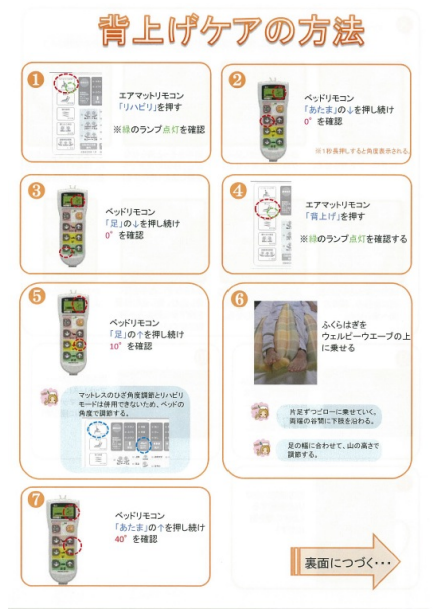 背上げケアの方法
①
エアマットリモコン
「リハビリ」を押す
※緑のランプ点灯を確認
②
ベッドリモコン
「あたま」の↓を押し続け
0°を確認
※1秒長押しすると角度表示される。
③
ベッドリモコン
「足」の↓を押し続け
0°を確認
④
エアマットリモコン
「背上げ」を押す
※緑のランプ点灯を確認する
⑤
ベッドリモコン
「足」の↑を押し続け
10°を確認
マットレスのひざ角度調節とリハビリ
モードは併用できないため、ベッドの
角度で調節する。
⑥
ふくらはぎを
ウェルピーウエーブの上
に乗せる
片足ずつピローに乗せていく。
両端の谷間に下肢を沿わる。
足の幅に合わせて、山の高さで
調節する。
⑦
ベッドリモコン
「あたま」の↑を押し続け
40°を確認
裏面につづく・・・